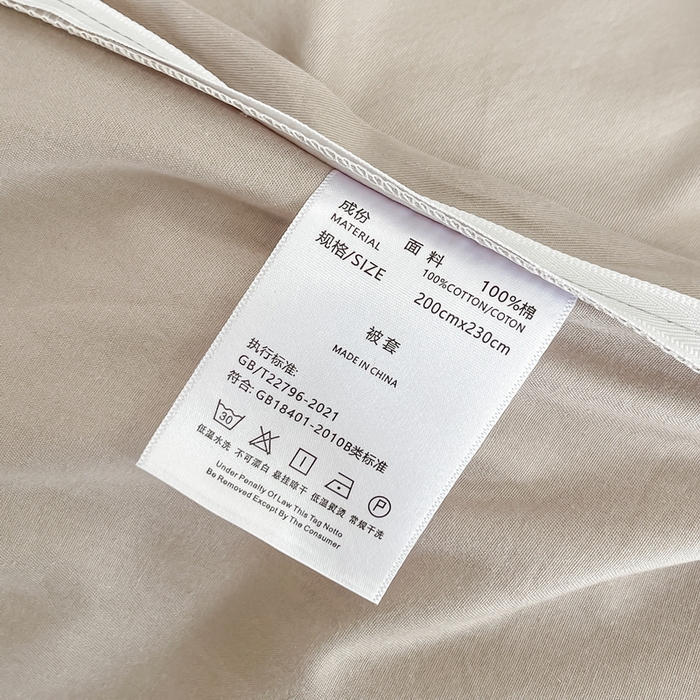 成份 面料 100%棉
MATERIAL 100%COTTON/COTON
规格/SIZE 200cmx230cm
被套
MADE IN CHINA
执行标准:
GB/T22796-2021
符合: GB18401-2010B类标准
30 P
低温水洗 不可漂白 悬挂晾干 低温熨烫 常规干洗
Under Penalty Of Law This Tag Notto
Be Removed Except By The Consumer